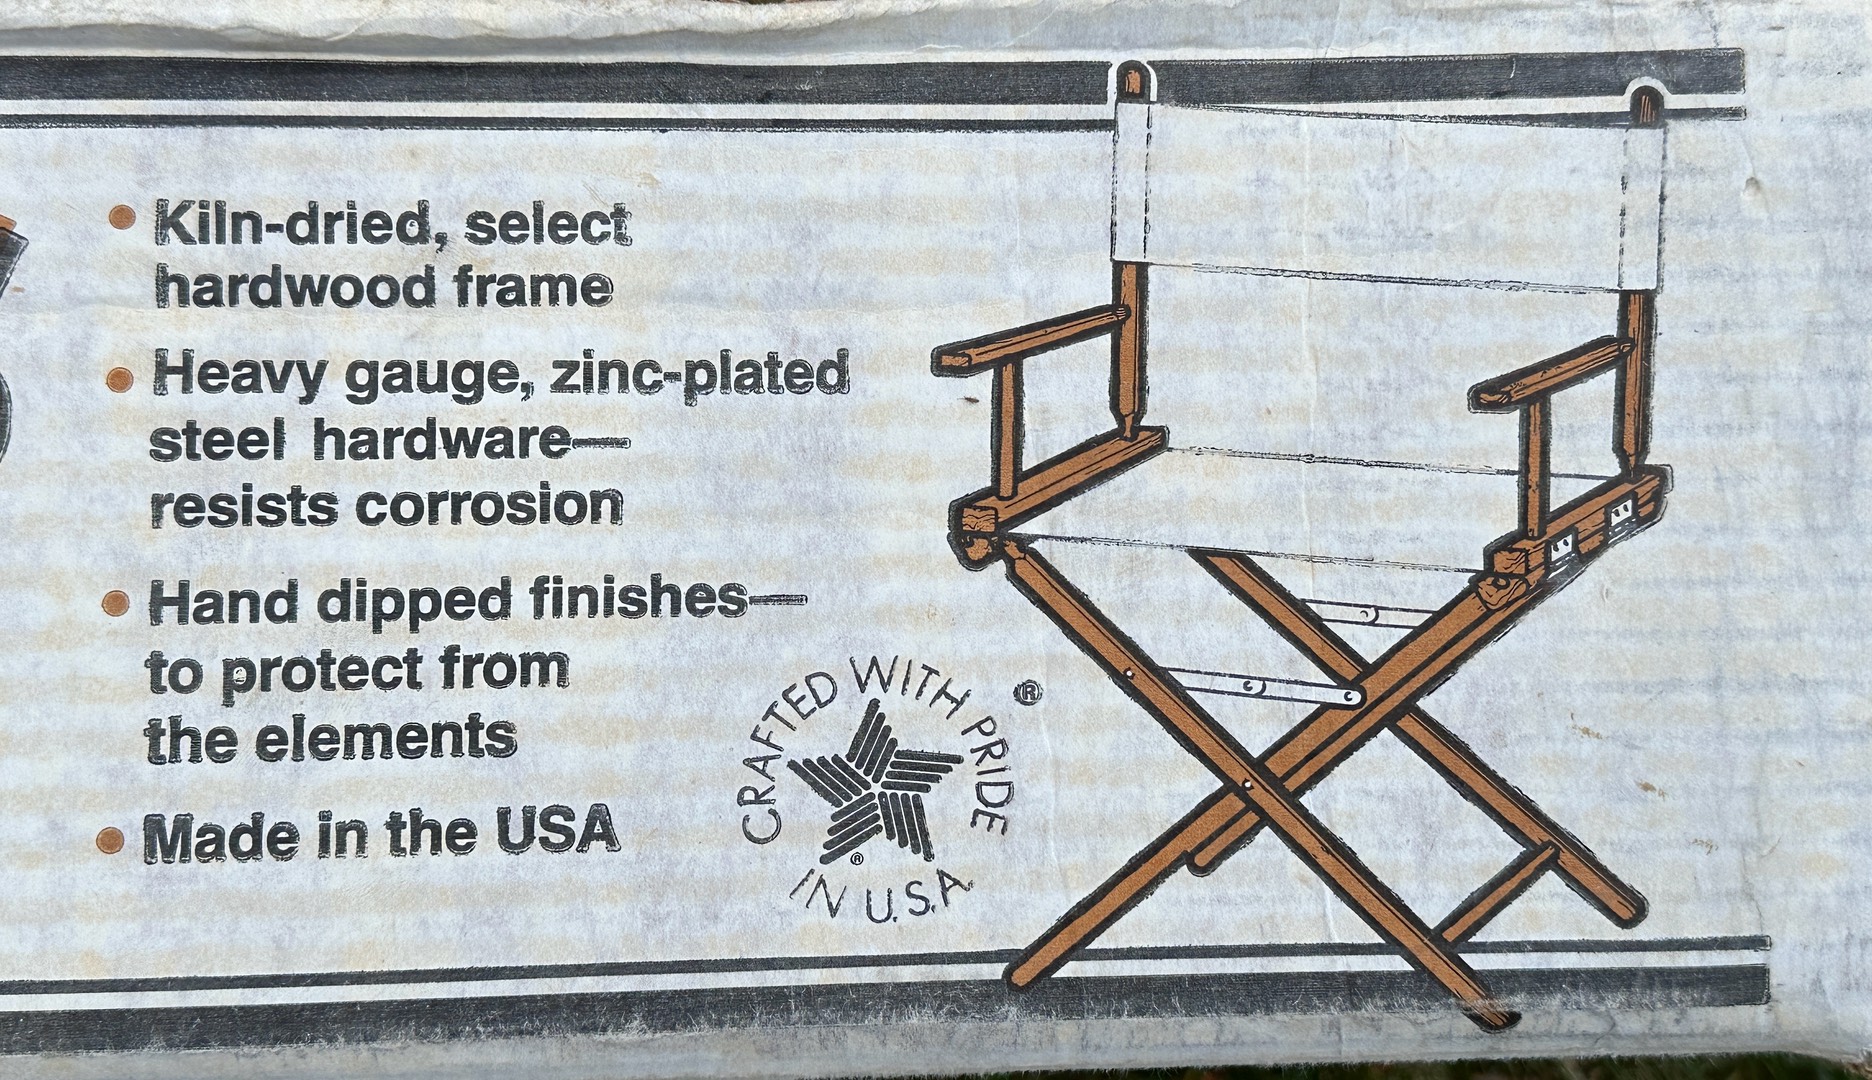 Kiln-dried, select
hardwood frame
Heavy gauge, zinc-plated
steel hardware—
resists corrosion
Hand dipped finishes—
to protect from
the elements
Made in the USA
CRAFTED WITH PRIDE
IN U.S.A.
®
®